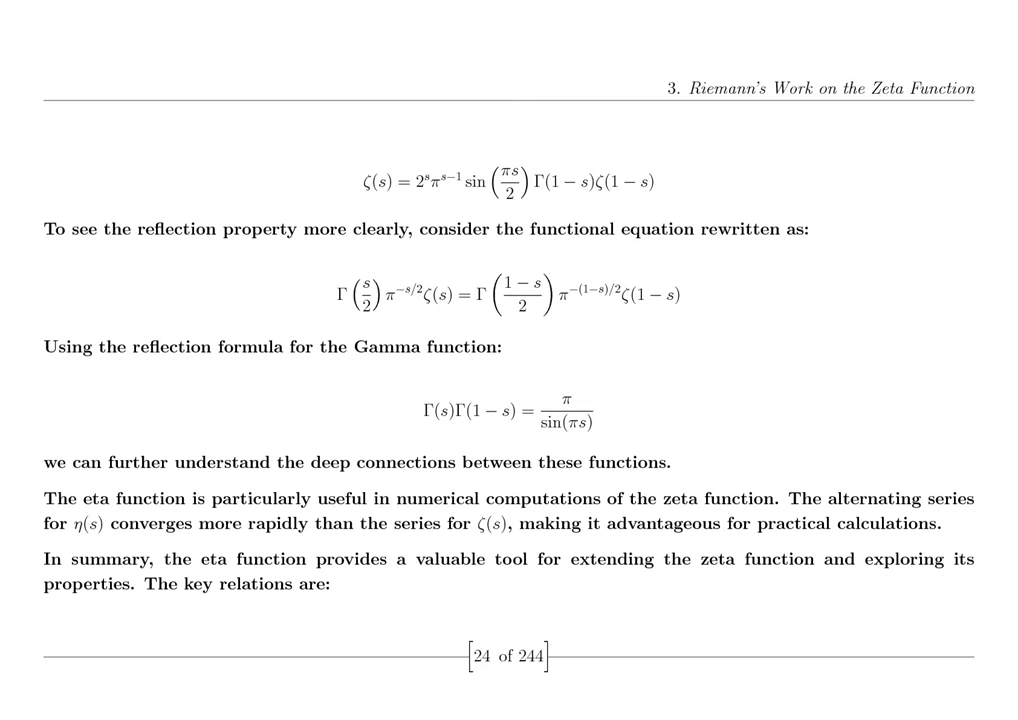 3. Riemann's Work on the Zeta Function
ζ(s) = 2^s π^{s−1} sin (πs/2) Γ(1 − s)ζ(1 − s)
To see the reflection property more clearly, consider the functional equation rewritten as:
Γ (s/2) π^{−s/2} ζ(s) = Γ ((1 − s)/2) π^{−(1−s)/2} ζ(1 − s)
Using the reflection formula for the Gamma function:
Γ(s)Γ(1 − s) = π/sin(πs)
we can further understand the deep connections between these functions.
The eta function is particularly useful in numerical computations of the zeta function. The alternating series
for η(s) converges more rapidly than the series for ζ(s), making it advantageous for practical calculations.
In summary, the eta function provides a valuable tool for extending the zeta function and exploring its
properties. The key relations are:
[24 of 244]